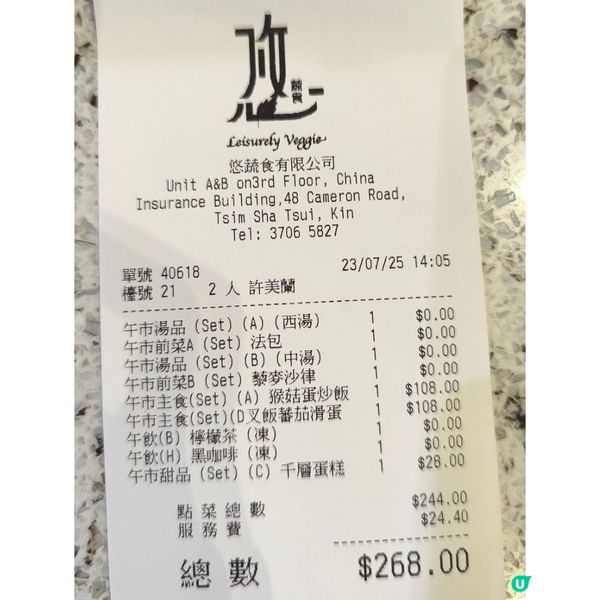 悠
蔬食
Leisurely Veggie
悠蔬食有限公司
Unit A&B on3rd Floor, China
Insurance Building,48 Cameron Road,
Tsim Sha Tsui, Kin
Tel: 3706 5827
單號 40618 23/07/25 14:05
檯號 21 2 人 許美蘭
午市湯品 (Set) (A) (西湯) 1 $0.00
午市前菜A (Set) 法包 1 $0.00
午市湯品 (Set) (B) (中湯) 1 $0.00
午市前菜B (Set) 藜麥沙律 1 $0.00
午市主食(Set) (A) 猴菇蛋炒飯 1 $108.00
午市主食(Set)(D叉飯蕃茄滑蛋 1 $108.00
午飲(B) 檸檬茶 (凍) 1 $0.00
午飲(H) 黑咖啡 (凍) 1 $0.00
午市甜品 (Set) (C) 千層蛋糕 1 $28.00
點菜總數 $244.00
服務費 $24.40
總數 $268.00
U